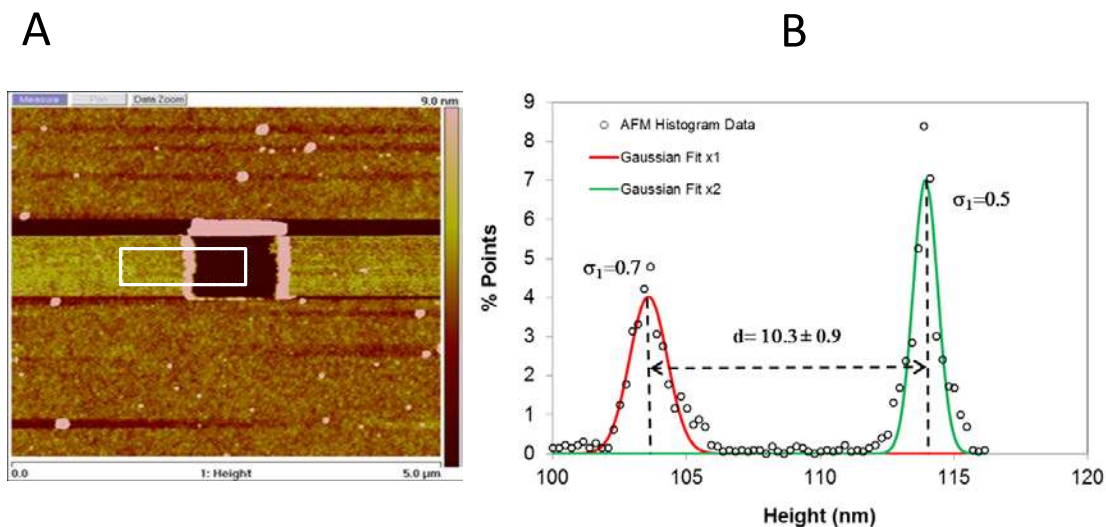 A
B
Measure Pan Data Zoom 9.0 nm
0.0 1: Height 5.0 μm
9
8
7
6
5
4
3
2
1
0
% Points
AFM Histogram Data
Gaussian Fit x1
Gaussian Fit x2
σ1=0.5
σ1=0.7
d= 10.3 ± 0.9
100 105 110 115 120
Height (nm)